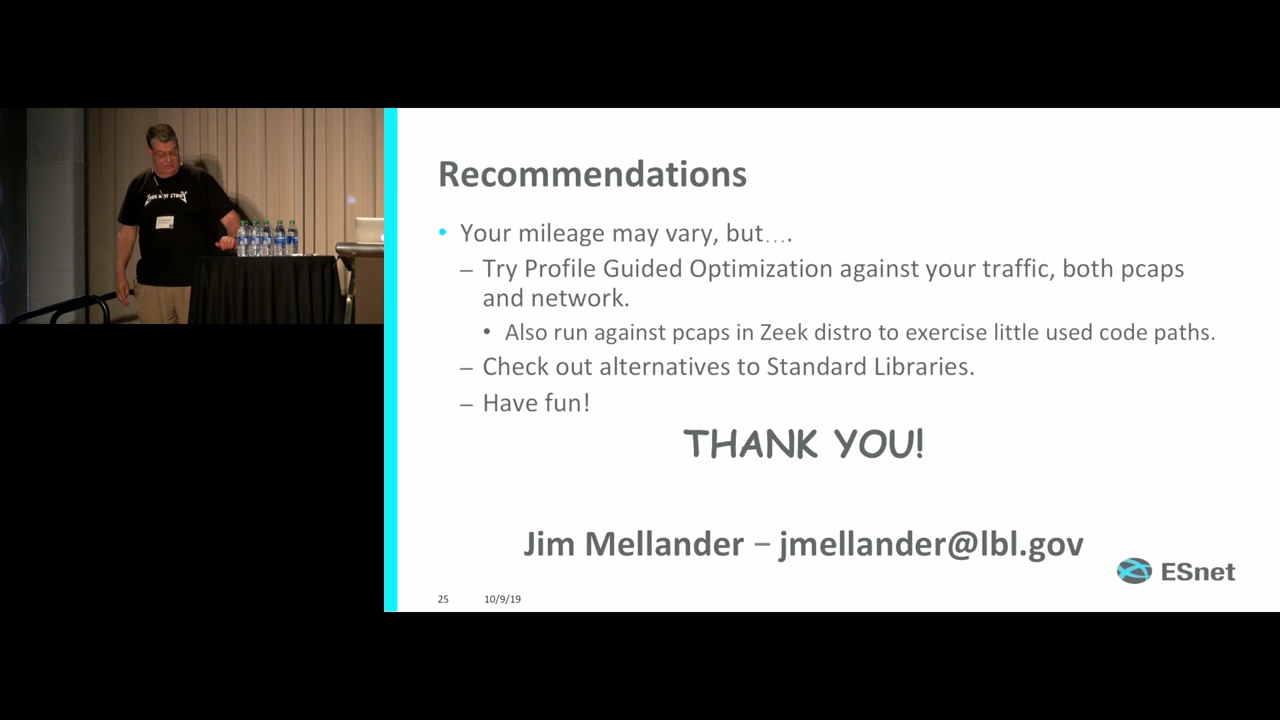 Recommendations
• Your mileage may vary, but….
– Try Profile Guided Optimization against your traffic, both pcaps
and network.
• Also run against pcaps in Zeek distro to exercise little used code paths.
– Check out alternatives to Standard Libraries.
– Have fun!
THANK YOU!
Jim Mellander – jmellander@lbl.gov
ESnet
25 10/9/19